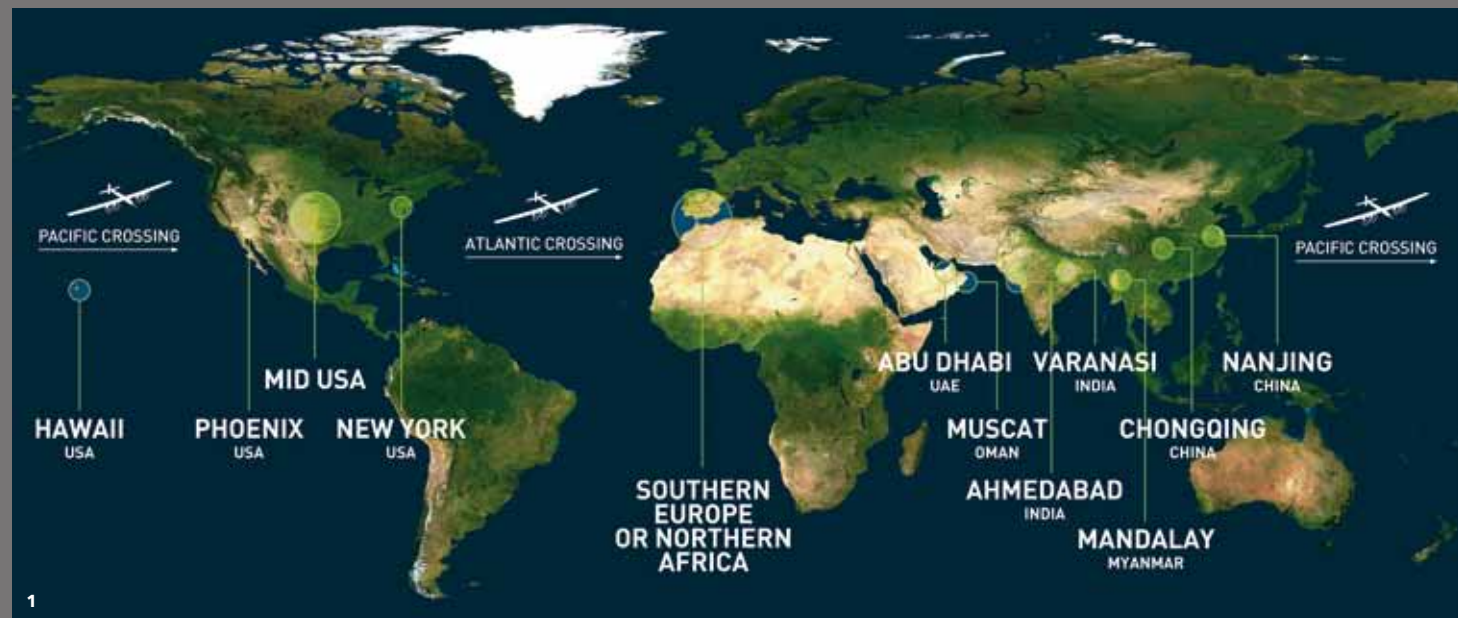 PACIFIC CROSSING
ATLANTIC CROSSING
PACIFIC CROSSING
HAWAII
USA
PHOENIX
USA
MID USA
NEW YORK
USA
SOUTHERN
EUROPE
OR NORTHERN
AFRICA
ABU DHABI
UAE
MUSCAT
OMAN
VARANASI
INDIA
AHMEDABAD
INDIA
CHONGQING
CHINA
MANDALAY
MYANMAR
NANJING
CHINA
1